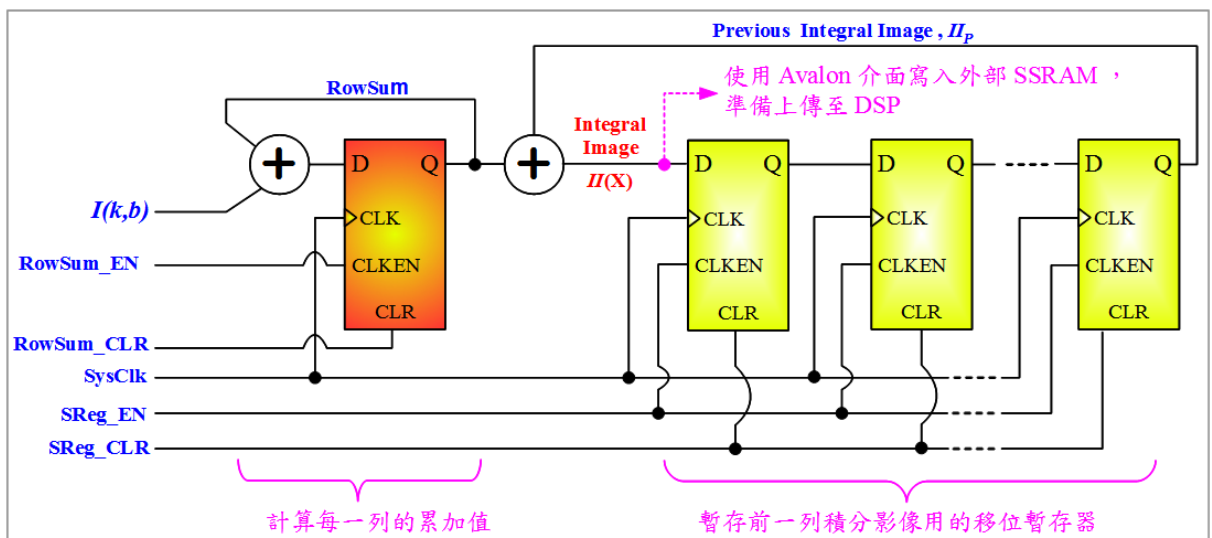 Previous Integral Image , II_P
使用 Avalon 介面寫入外部 SSRAM ，
準備上傳至 DSP
RowSum
Integral
Image
II(X)
+
+
D Q
D Q
D Q
D Q
I(k,b)
CLK
CLK
CLK
CLK
RowSum_EN
CLKEN
CLKEN
CLKEN
CLKEN
CLR
CLR
CLR
CLR
RowSum_CLR
SysClk
SReg_EN
SReg_CLR
計算每一列的累加值
暫存前一列積分影像用的移位暫存器